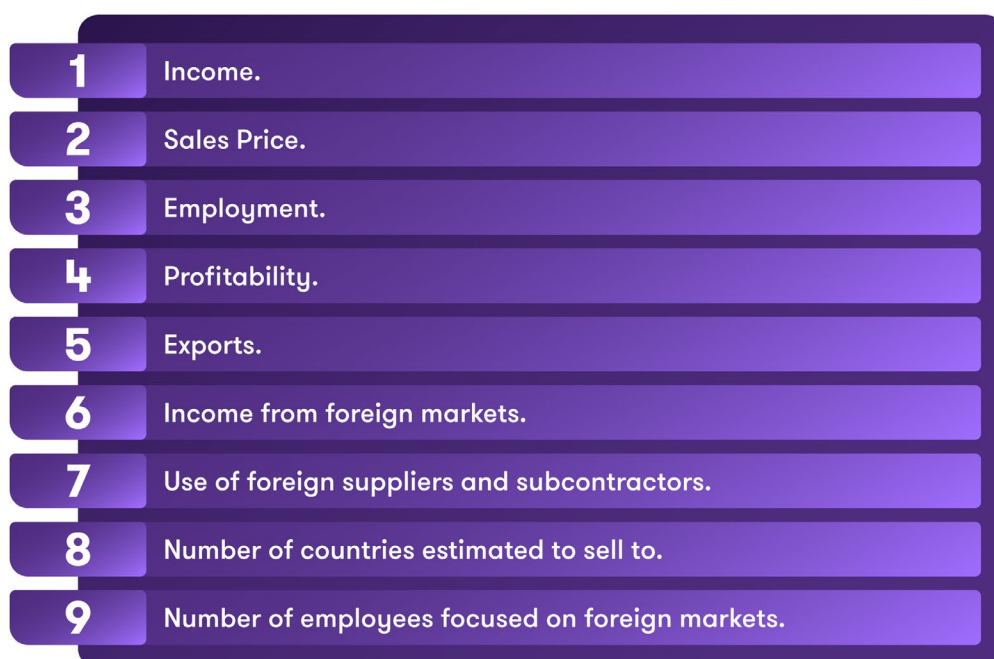 1 Income.
2 Sales Price.
3 Employment.
4 Profitability.
5 Exports.
6 Income from foreign markets.
7 Use of foreign suppliers and subcontractors.
8 Number of countries estimated to sell to.
9 Number of employees focused on foreign markets.